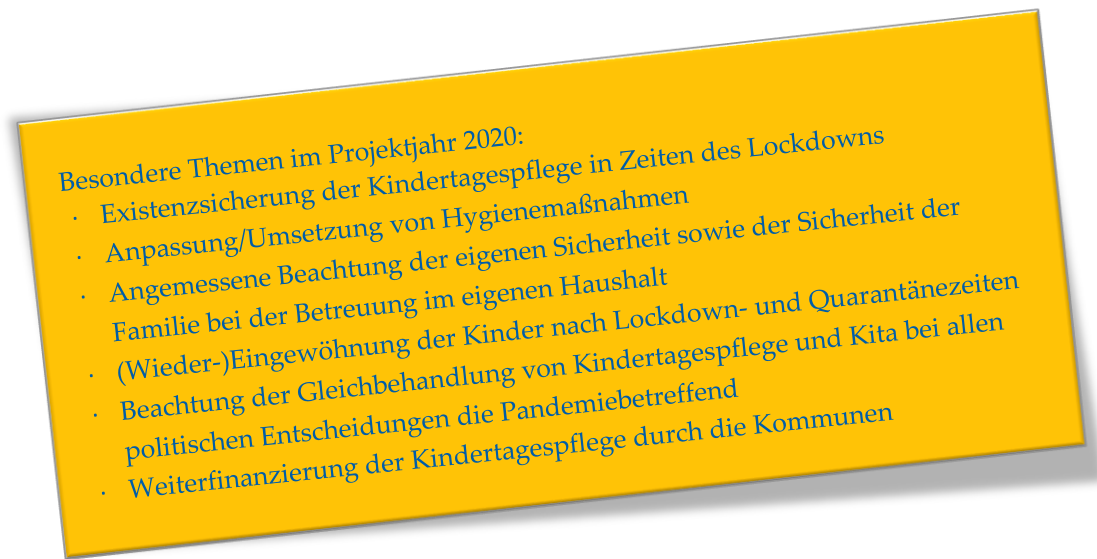 Besondere Themen im Projektjahr 2020:
· Existenzsicherung der Kindertagespflege in Zeiten des Lockdowns
· Anpassung/Umsetzung von Hygienemaßnahmen
· Angemessene Beachtung der eigenen Sicherheit sowie der Sicherheit der
Familie bei der Betreuung im eigenen Haushalt
· (Wieder-)Eingewöhnung der Kinder nach Lockdown- und Quarantänezeiten
· Beachtung der Gleichbehandlung von Kindertagespflege und Kita bei allen
politischen Entscheidungen die Pandemiebetreffend
· Weiterfinanzierung der Kindertagespflege durch die Kommunen